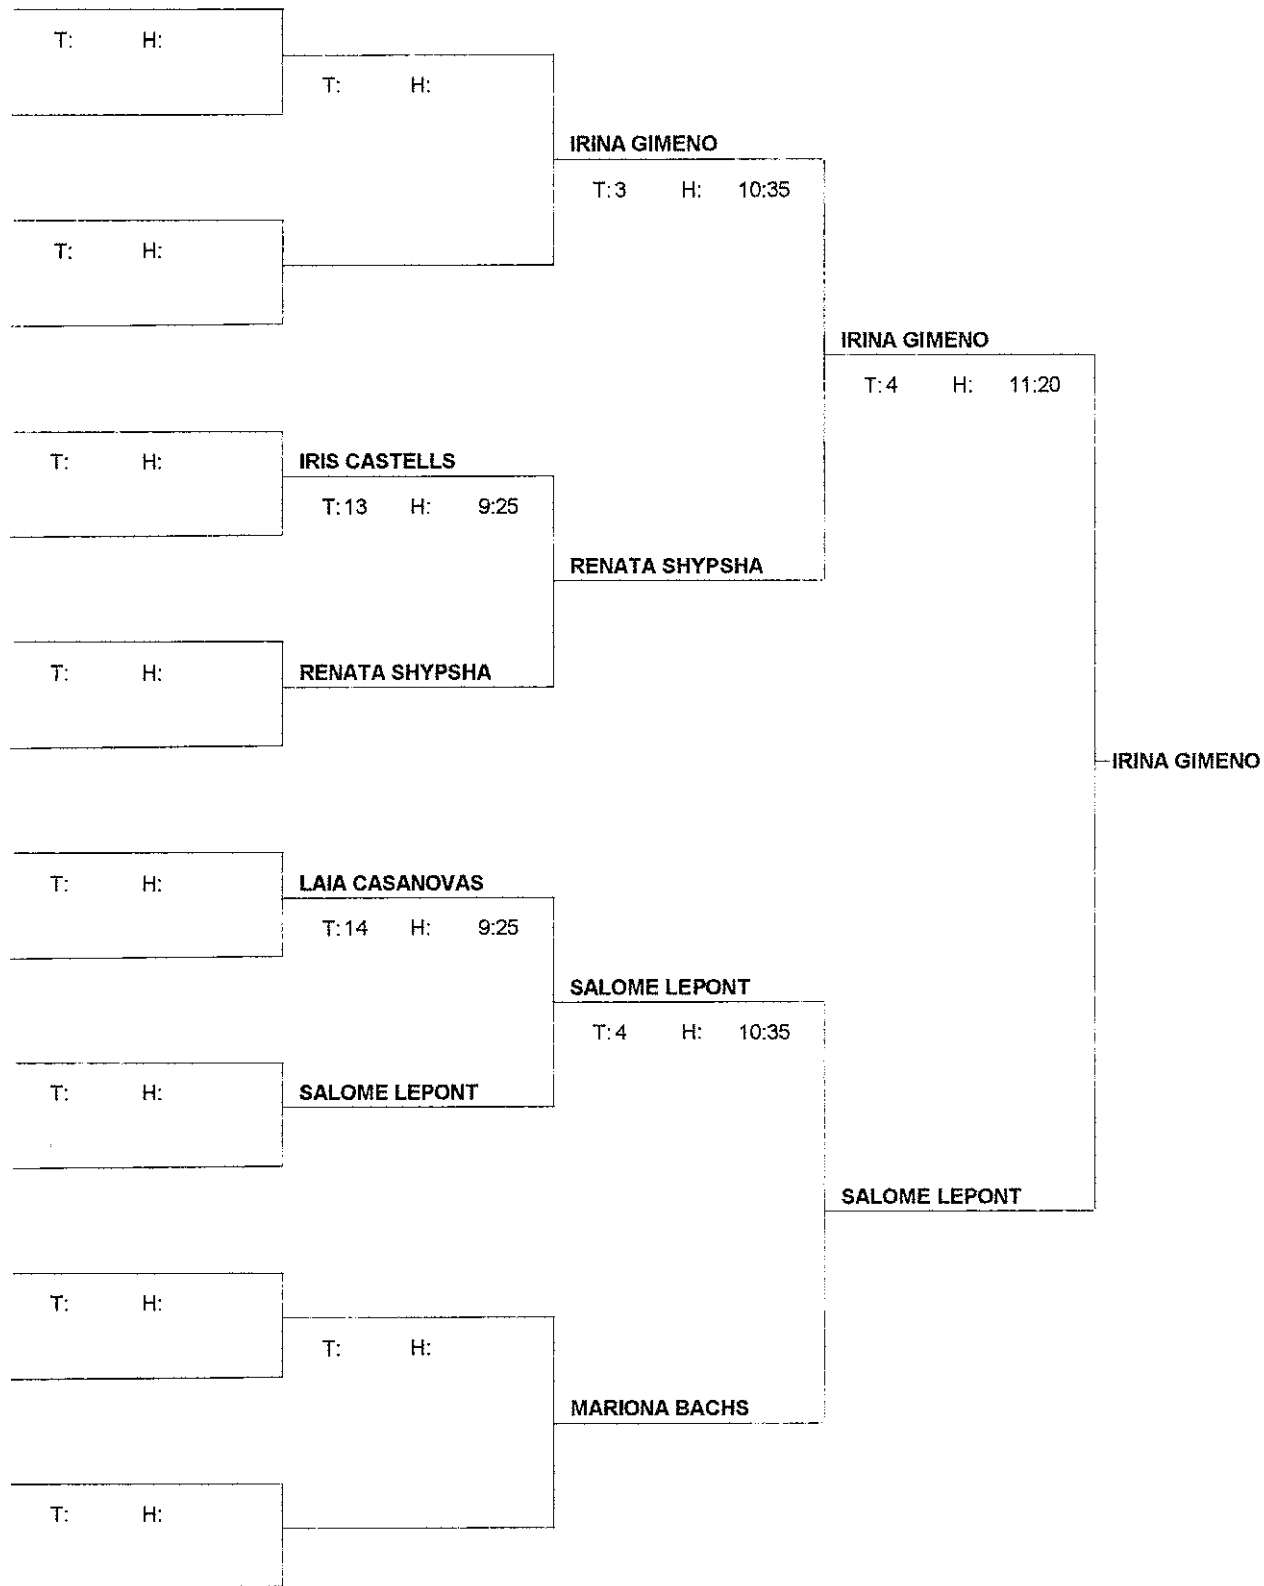 T: H:
T: H:
IRINA GIMENO
T: 3 H: 10:35
T: H:
IRINA GIMENO
T: 4 H: 11:20
T: H:
IRIS CASTELLS
T: 13 H: 9:25
RENATA SHYPSHA
T: H:
RENATA SHYPSHA
IRINA GIMENO
T: H:
LAIA CASANOVAS
T: 14 H: 9:25
SALOME LEPONT
T: 4 H: 10:35
T: H:
SALOME LEPONT
SALOME LEPONT
T: H:
T: H:
MARIONA BACHS
T: H: